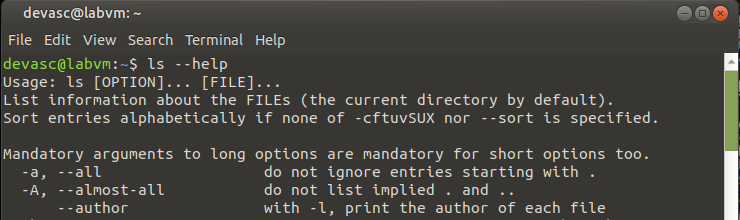 devasc@labvm: ~
File Edit View Search Terminal Help
devasc@labvm:~$ ls --help
Usage: ls [OPTION]... [FILE]...
List information about the FILEs (the current directory by default).
Sort entries alphabetically if none of -cftuvSUX nor --sort is specified.

Mandatory arguments to long options are mandatory for short options too.
  -a, --all                  do not ignore entries starting with .
  -A, --almost-all           do not list implied . and ..
      --author               with -l, print the author of each file